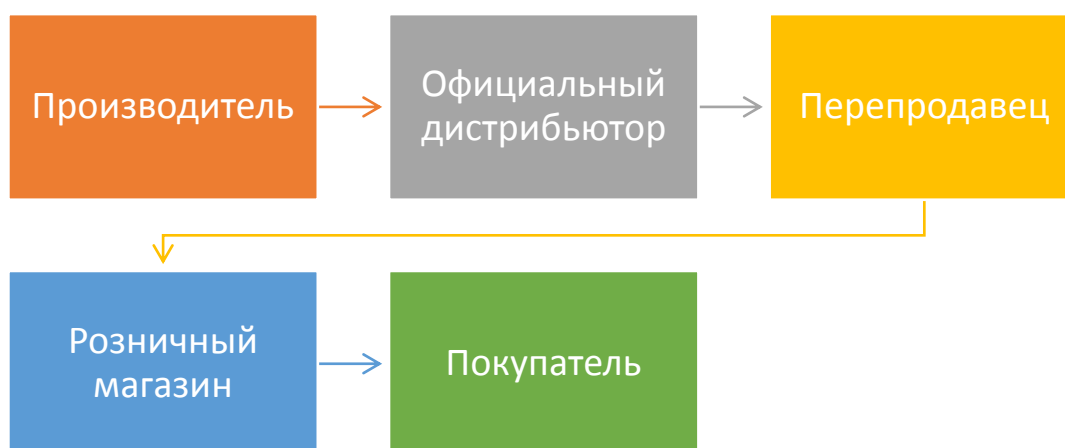 Производитель
Официальный
дистрибьютор
Перепродавец
Розничный
магазин
Покупатель